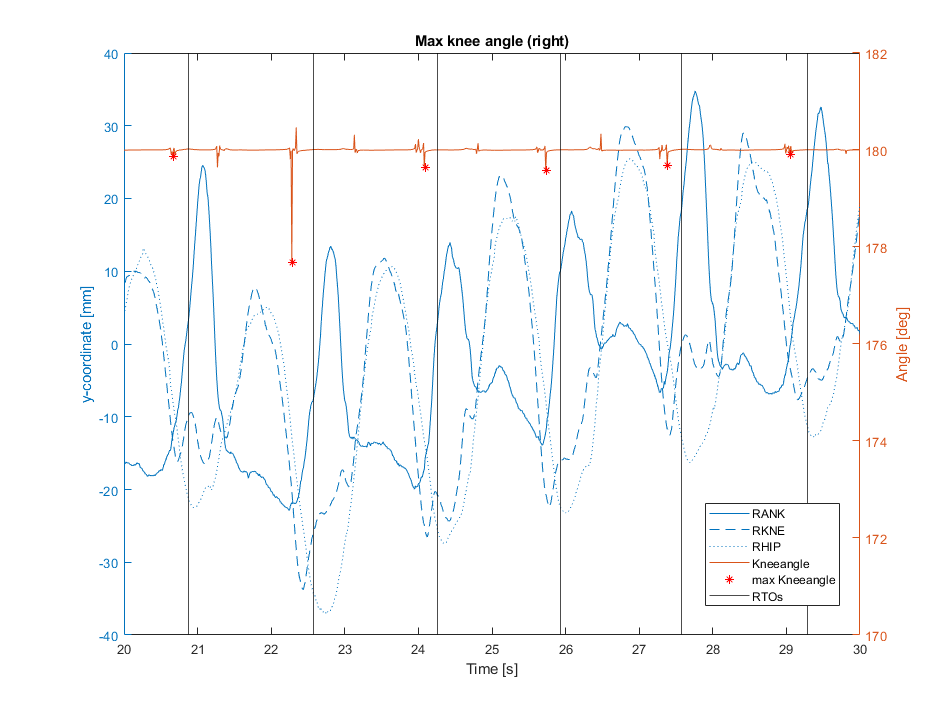 Max knee angle (right)
40
30
20
10
0
-10
-20
-30
-40
y-coordinate [mm]
182
180
178
176
174
172
170
Angle [deg]
RANK
RKNE
RHIP
Kneeangle
max Kneeangle
RTOs
20 21 22 23 24 25 26 27 28 29 30
Time [s]